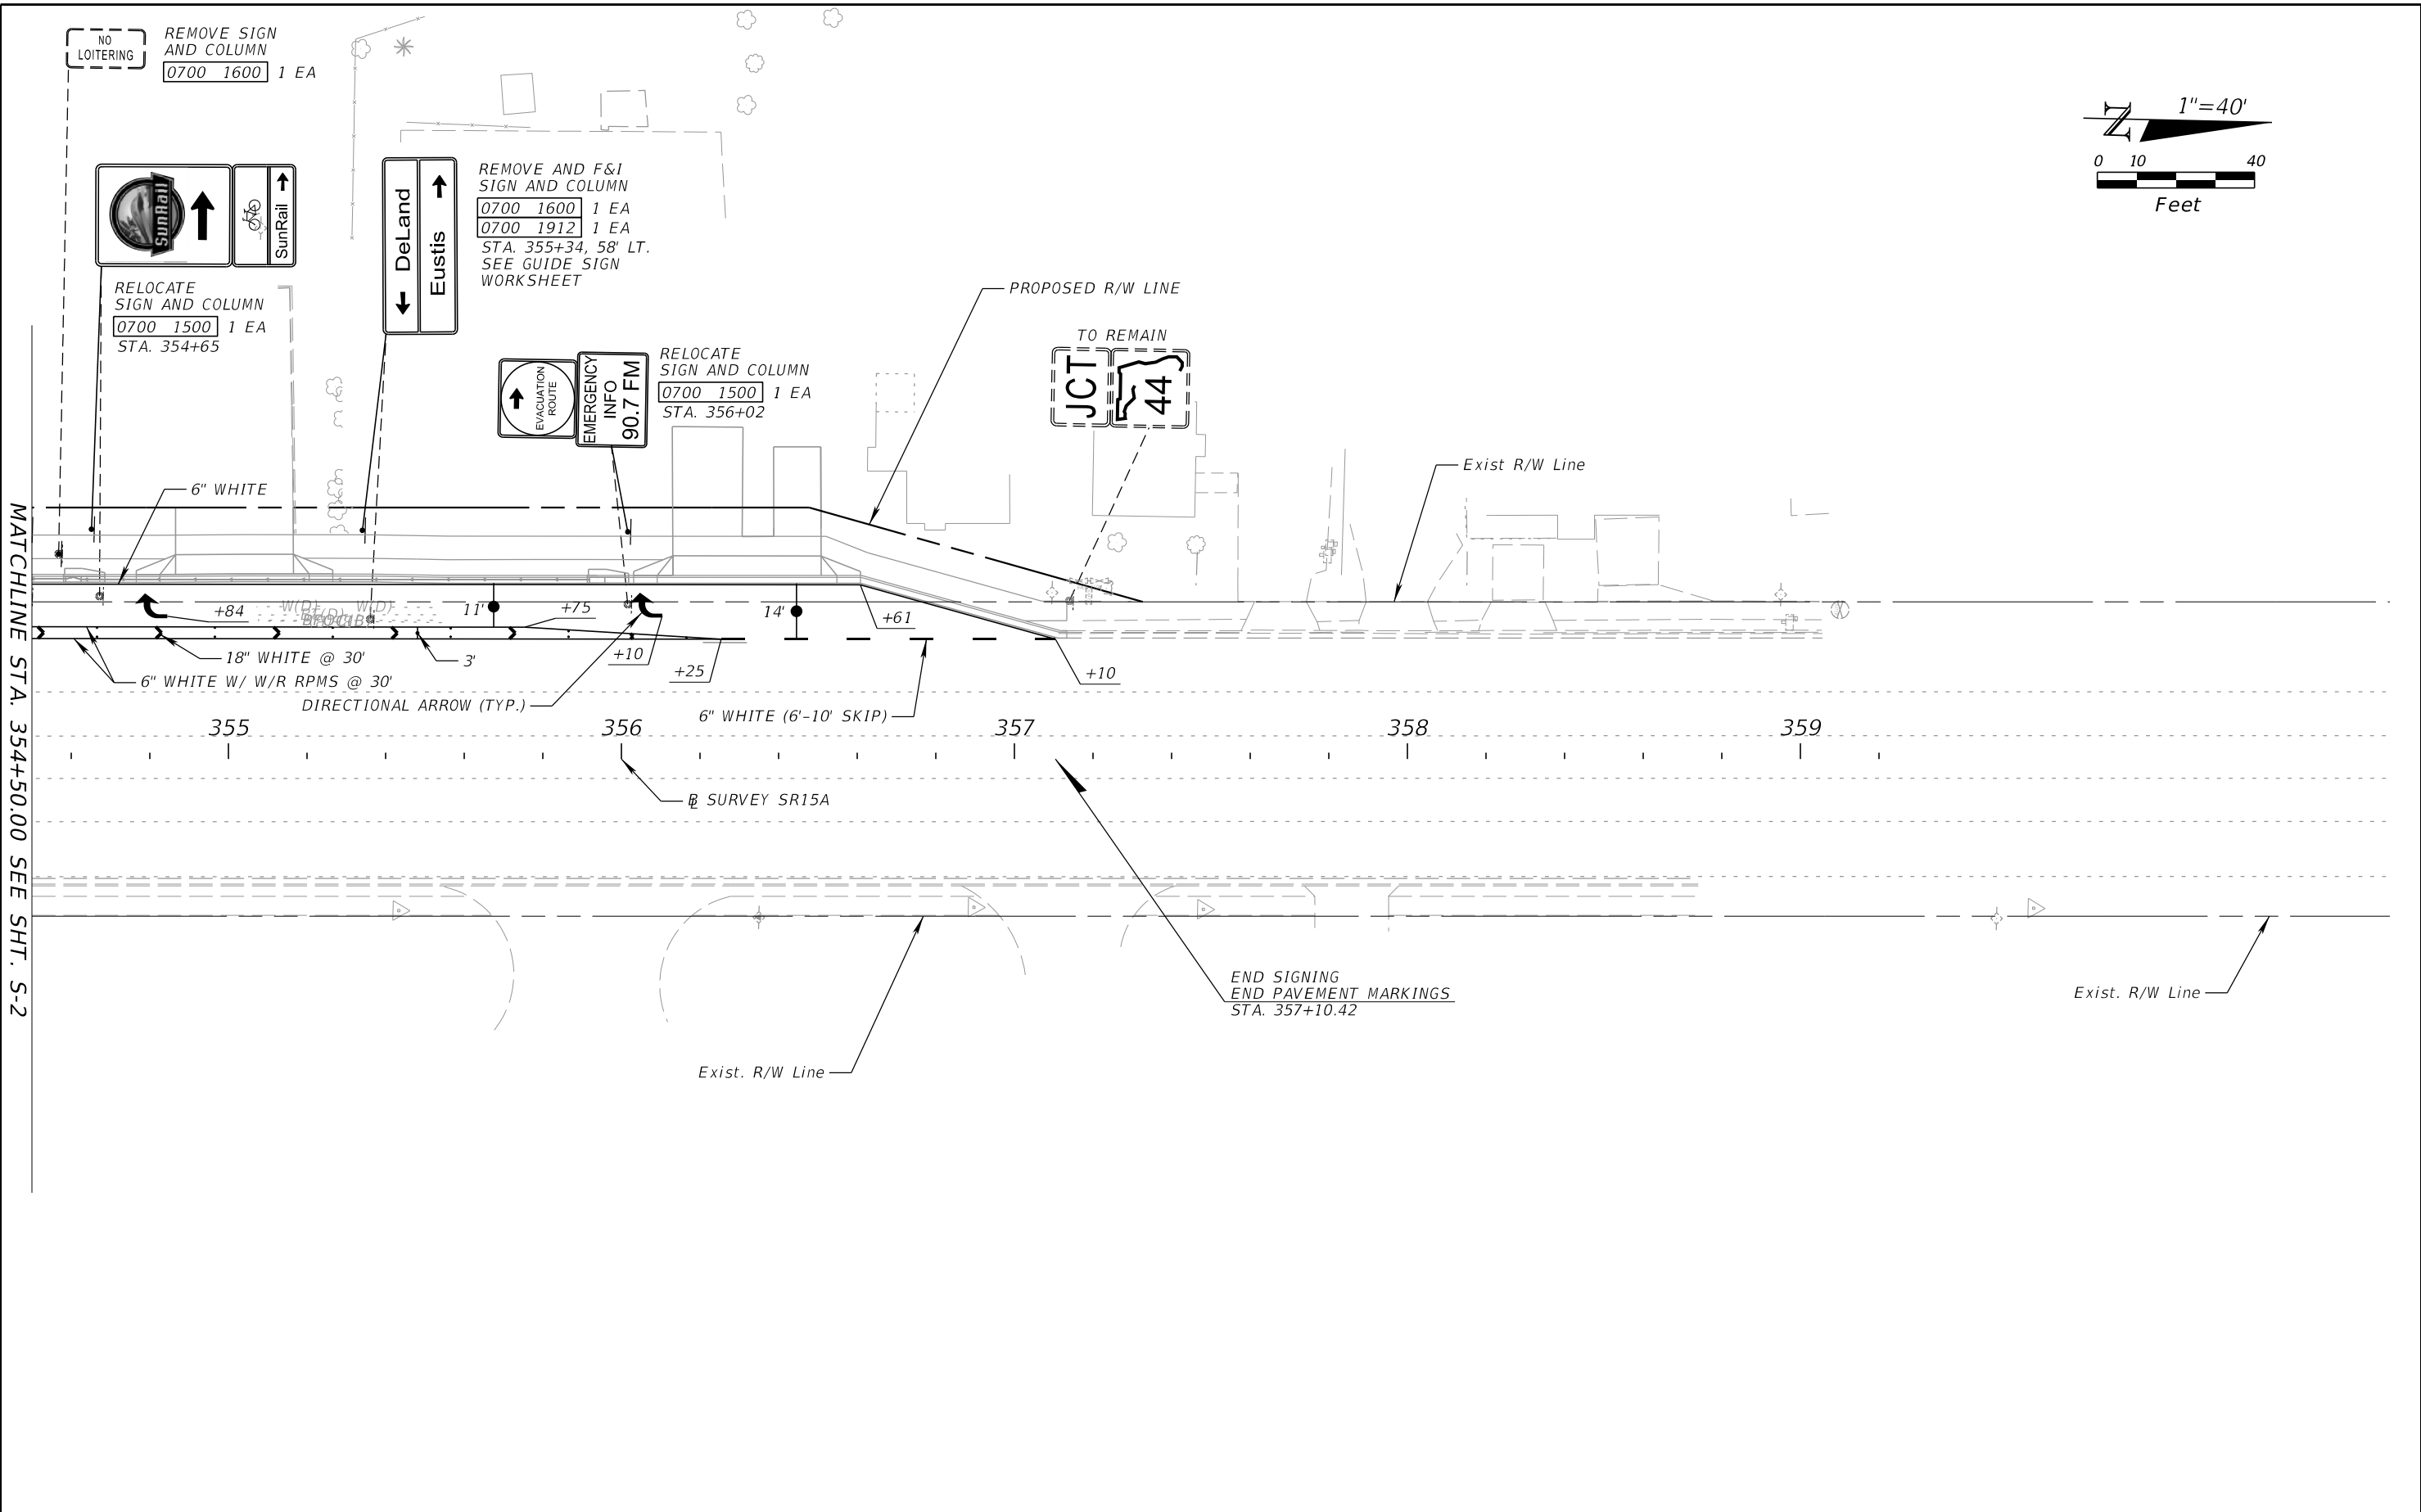 NO
LOITERING
REMOVE SIGN
AND COLUMN
0700 1600 1 EA
SunRail
SunRail
RELOCATE
SIGN AND COLUMN
0700 1500 1 EA
STA. 354+65
DeLand
Eustis
REMOVE AND F&I
SIGN AND COLUMN
0700 1600 1 EA
0700 1912 1 EA
STA. 355+34, 58' LT.
SEE GUIDE SIGN
WORKSHEET
EVACUATION
ROUTE
EMERGENCY
INFO
90.7 FM
RELOCATE
SIGN AND COLUMN
0700 1500 1 EA
STA. 356+02
PROPOSED R/W LINE
TO REMAIN
JCT
44
N
1"=40'
0 10 40
Feet
Exist R/W Line
6" WHITE
+84
W(D) W(D)
11'
+75
14'
+61
18" WHITE @ 30'
3'
+10
+25
+10
6" WHITE W/ W/R RPMS @ 30'
DIRECTIONAL ARROW (TYP.)
6" WHITE (6'-10' SKIP)
355 356 357 358 359
BL SURVEY SR15A
MATCHLINE STA. 354+50.00 SEE SHT. S-2
END SIGNING
END PAVEMENT MARKINGS
STA. 357+10.42
Exist. R/W Line
Exist. R/W Line